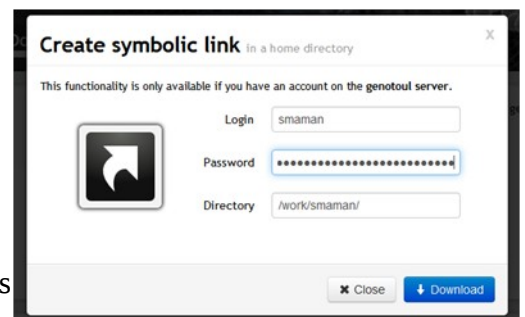 Create symbolic link in a home directory
X
This functionality is only available if you have an account on the genotoul server.
Login smaman
Password ••••••••••••••••••••••••••
Directory /work/smaman/
s
✖ Close Download